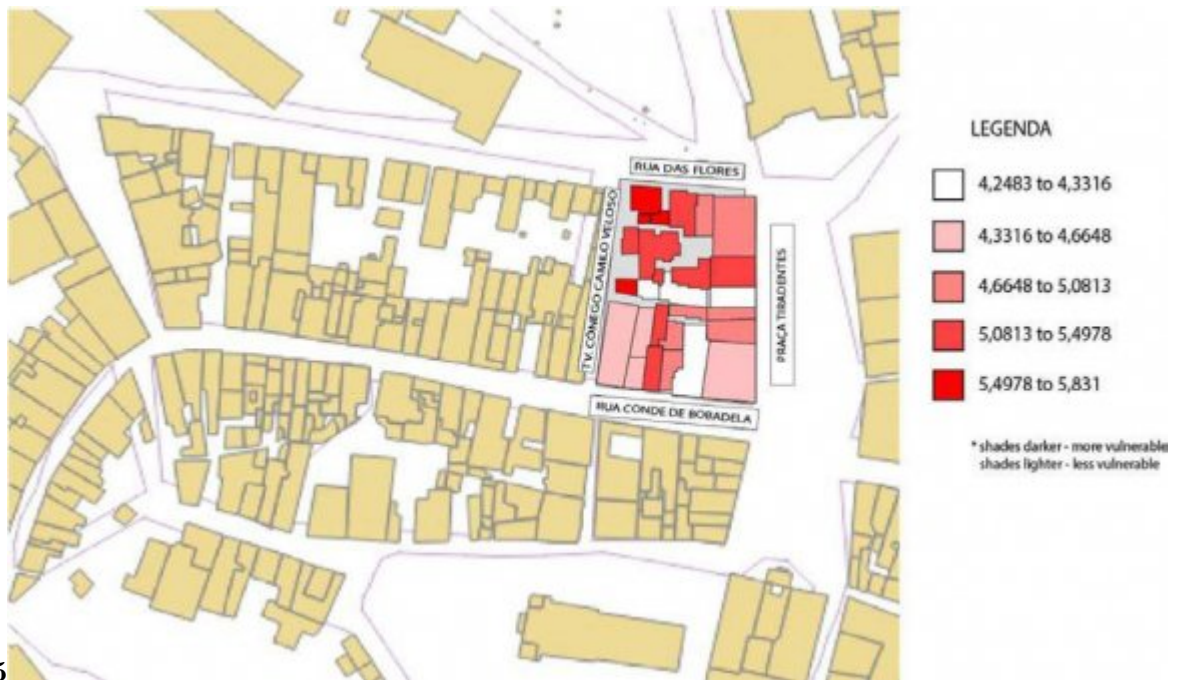 RUA DAS FLORES
TV. CÔNEGO CAMILO VELOSO
PRAÇA TIRADENTES
RUA CONDE DE BOBADELA
LEGENDA
4,2483 to 4,3316
4,3316 to 4,6648
4,6648 to 5,0813
5,0813 to 5,4978
5,4978 to 5,831
* shades darker - more vulnerable
shades lighter - less vulnerable